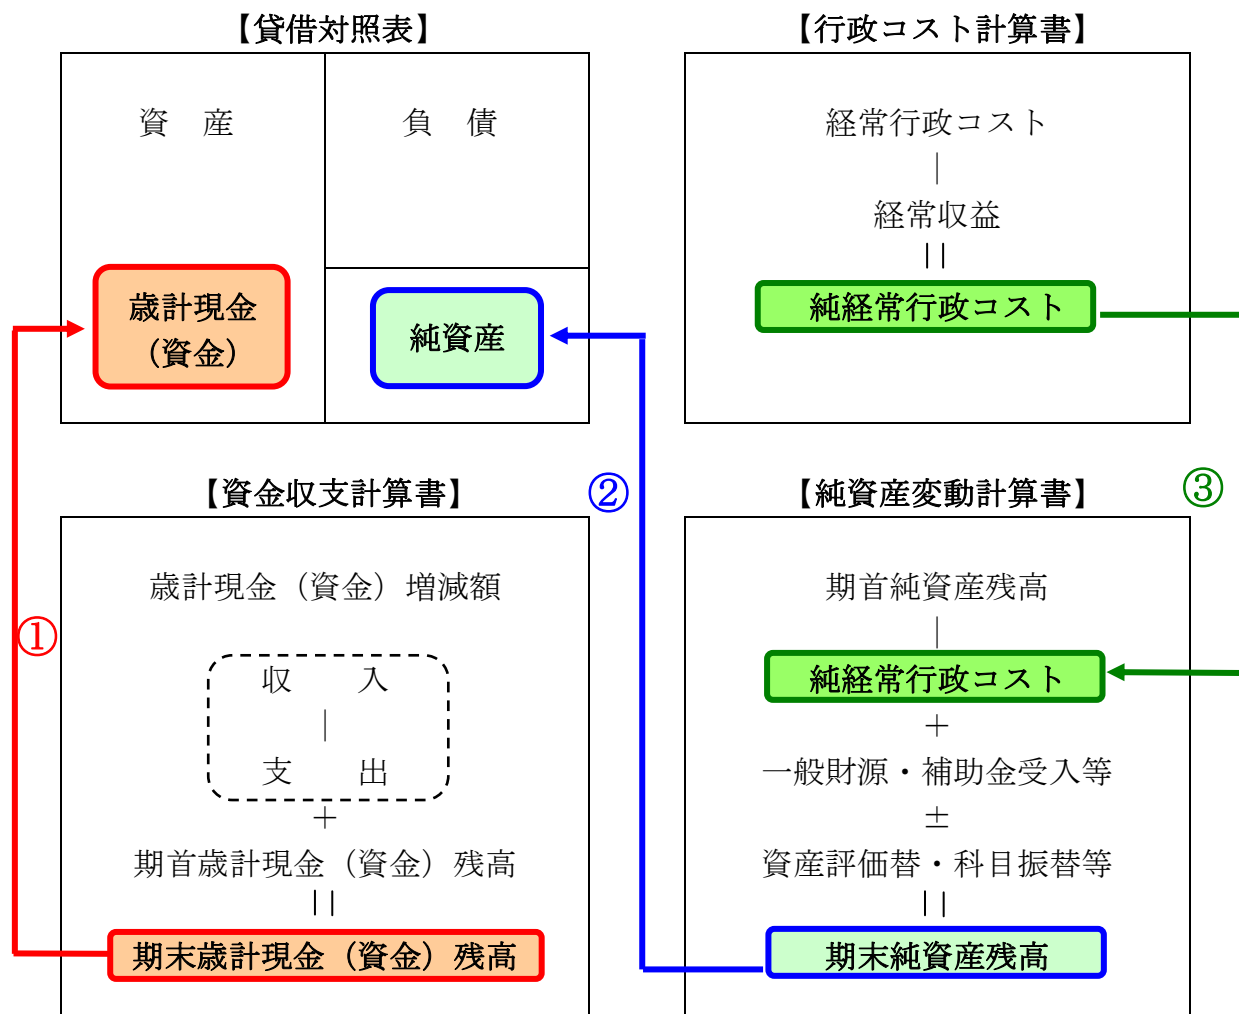 【貸借対照表】
資　産
負　債
歳計現金
（資金）
純資産
【行政コスト計算書】
経常行政コスト
｜
経常収益
||
純経常行政コスト
①
②
③
【資金収支計算書】
歳計現金（資金）増減額
収　　入
｜
支　　出
＋
期首歳計現金（資金）残高
||
期末歳計現金（資金）残高
【純資産変動計算書】
期首純資産残高
｜
純経常行政コスト
＋
一般財源・補助金受入等
±
資産評価替・科目振替等
||
期末純資産残高